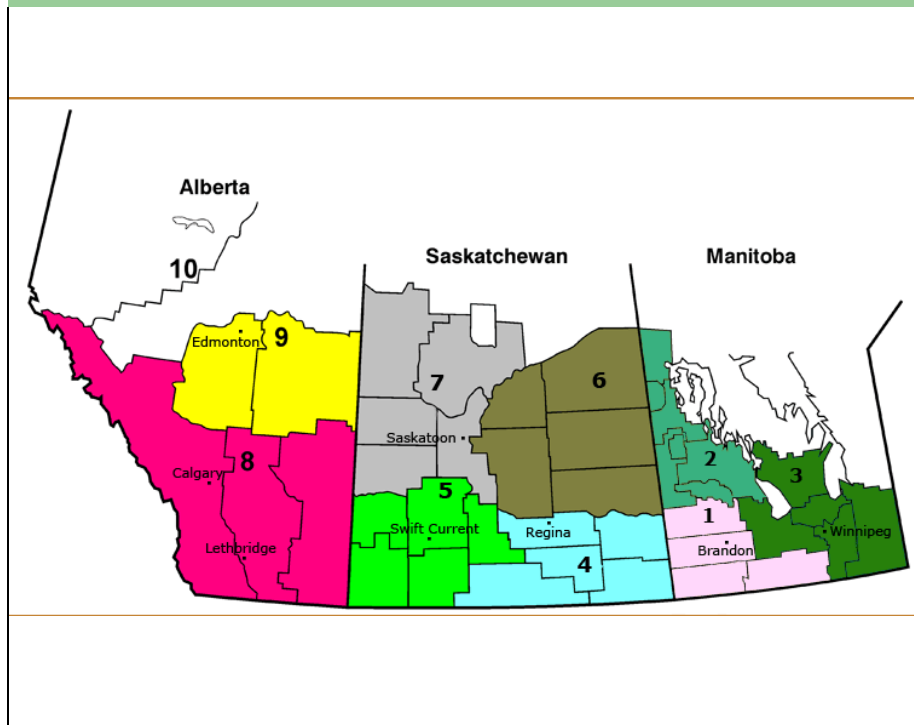 Alberta
Saskatchewan
Manitoba
10
Edmonton
9
7
6
Saskatoon
8
Calgary
2
3
5
1
Swift Current
Regina
Winnipeg
Lethbridge
Brandon
4